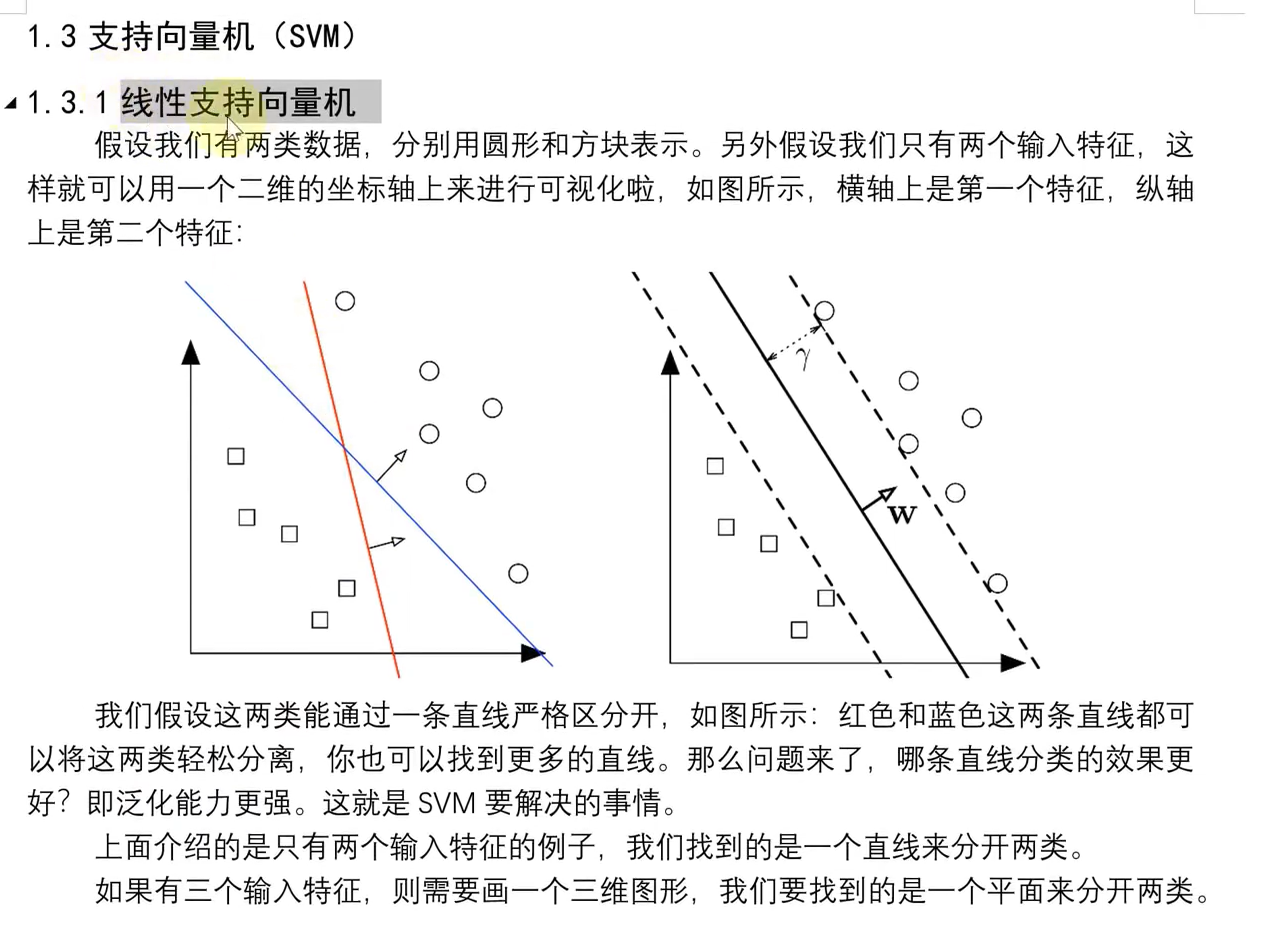 1.3 支持向量机（SVM）
1.3.1 线性支持向量机
假设我们有两类数据，分别用圆形和方块表示。另外假设我们只有两个输入特征，这
样就可以用一个二维的坐标轴上来进行可视化啦，如图所示，横轴上是第一个特征，纵轴
上是第二个特征：
γ
w
我们假设这两类能通过一条直线严格区分开，如图所示：红色和蓝色这两条直线都可
以将这两类轻松分离，你也可以找到更多的直线。那么问题来了，哪条直线分类的效果更
好？即泛化能力更强。这就是 SVM 要解决的事情。
上面介绍的是只有两个输入特征的例子，我们找到的是一个直线来分开两类。
如果有三个输入特征，则需要画一个三维图形，我们要找到的是一个平面来分开两类。